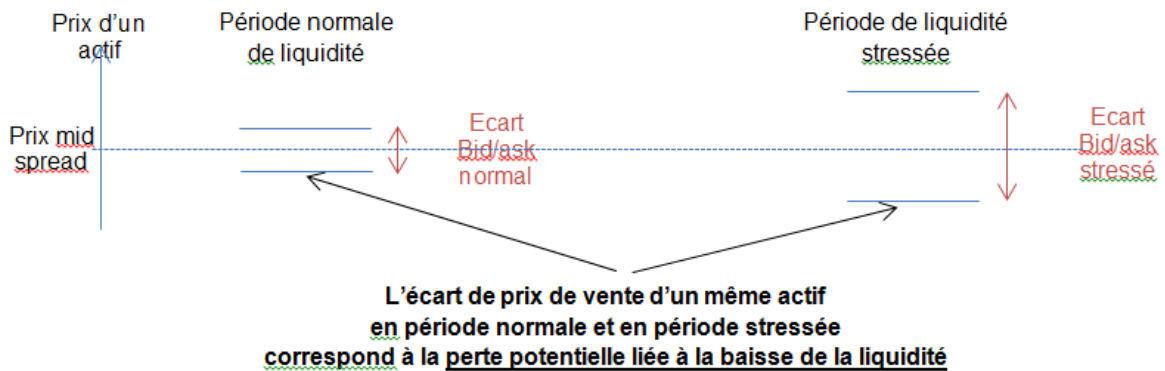 Prix d'un
actif
Période normale
de liquidité
Période de liquidité
stressée
Prix mid
spread
Ecart
Bid/ask
normal
Ecart
Bid/ask
stressé
L'écart de prix de vente d'un même actif
en période normale et en période stressée
correspond à la perte potentielle liée à la baisse de la liquidité